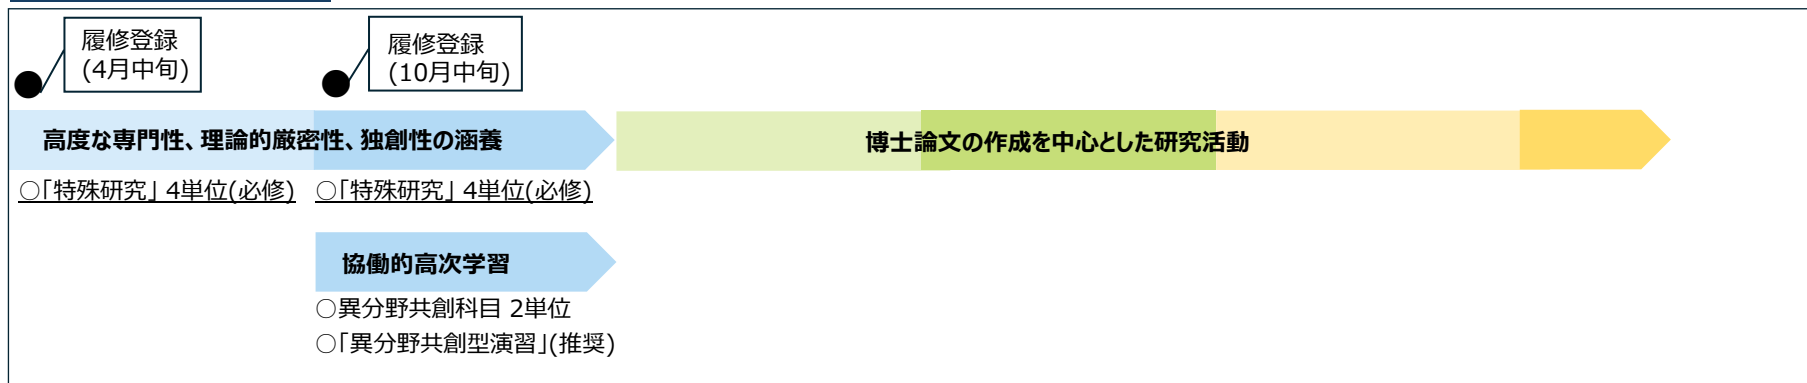 履修登録
(4月中旬)
履修登録
(10月中旬)
高度な専門性、理論的厳密性、独創性の涵養
博士論文の作成を中心とした研究活動
○「特殊研究」 4単位(必修)
○「特殊研究」 4単位(必修)
協働的高次学習
○異分野共創科目 2単位
○「異分野共創型演習」(推奨)